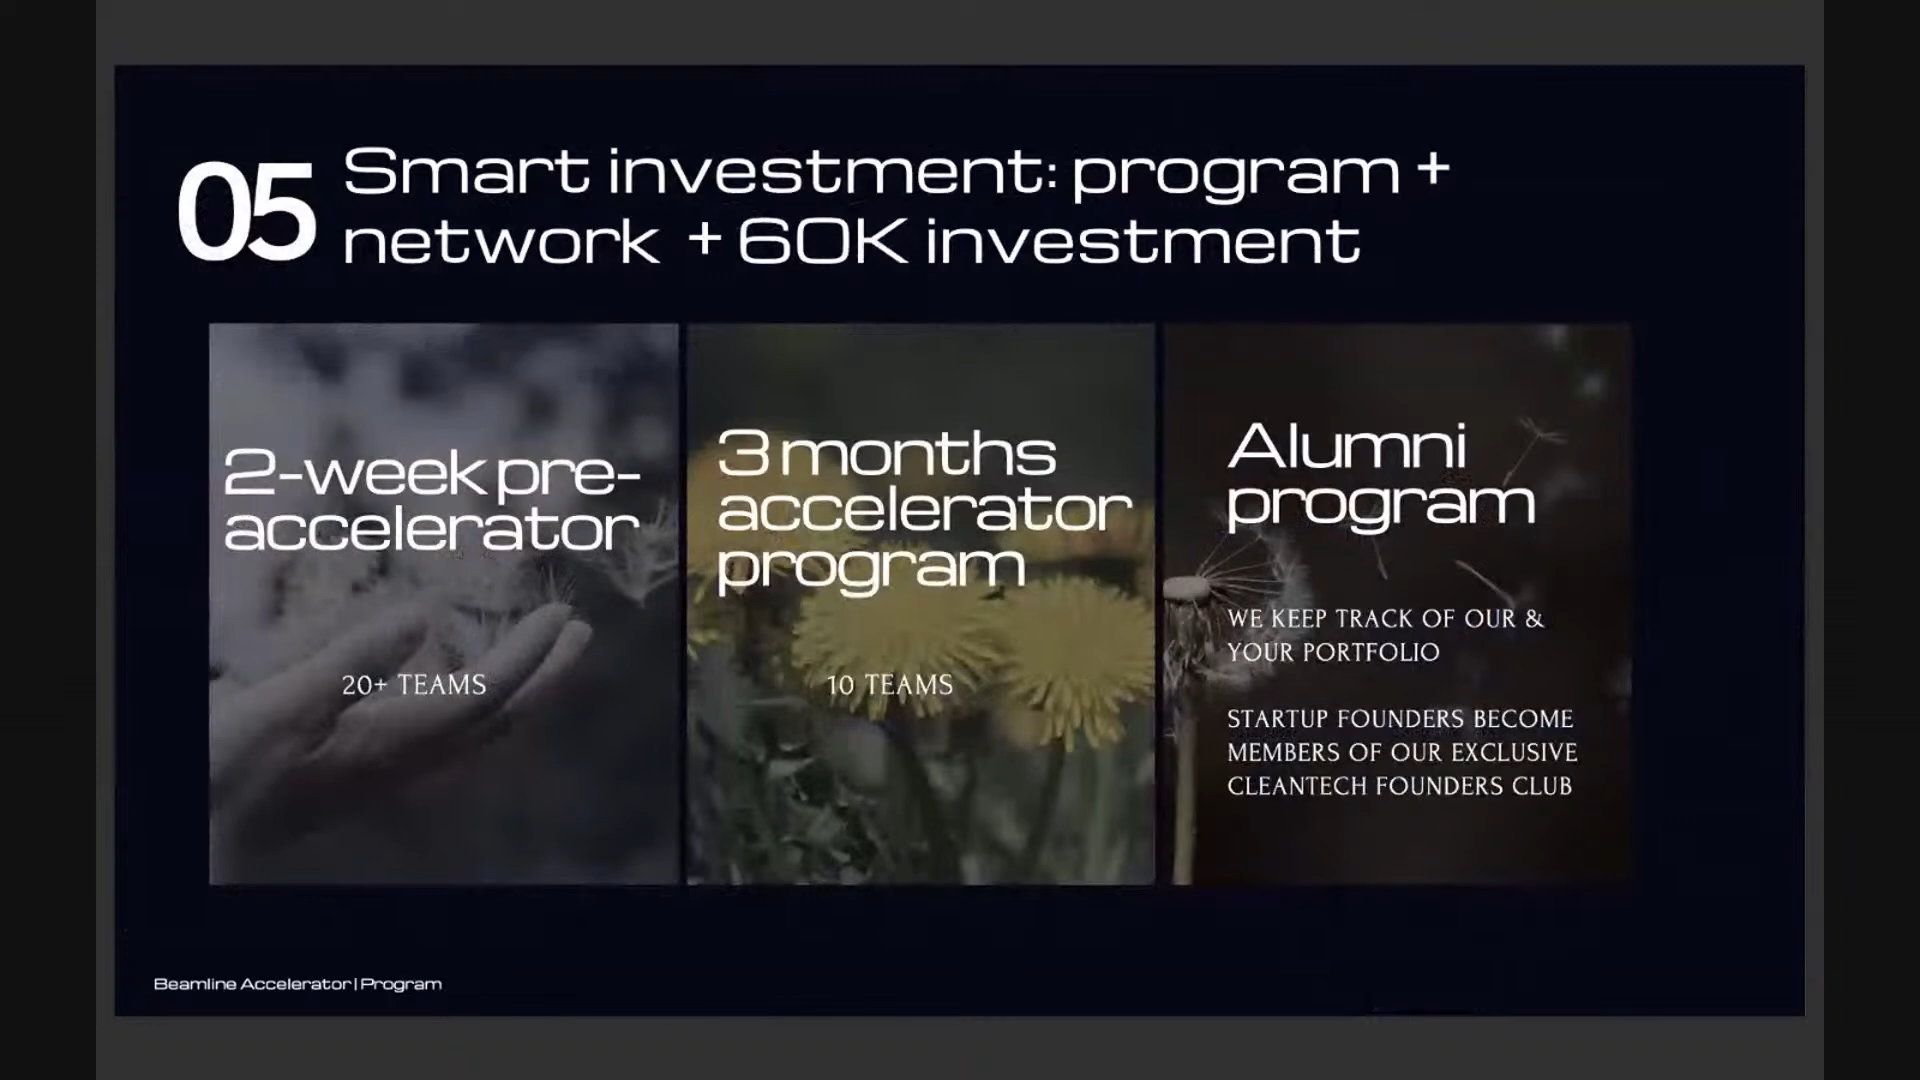 05
Smart investment: program +
network + 60K investment
2-week pre-
accelerator
20+ TEAMS
3 months
accelerator
program
10 TEAMS
Alumni
program
WE KEEP TRACK OF OUR &
YOUR PORTFOLIO
STARTUP FOUNDERS BECOME
MEMBERS OF OUR EXCLUSIVE
CLEANTECH FOUNDERS CLUB
Beamline Accelerator | Program